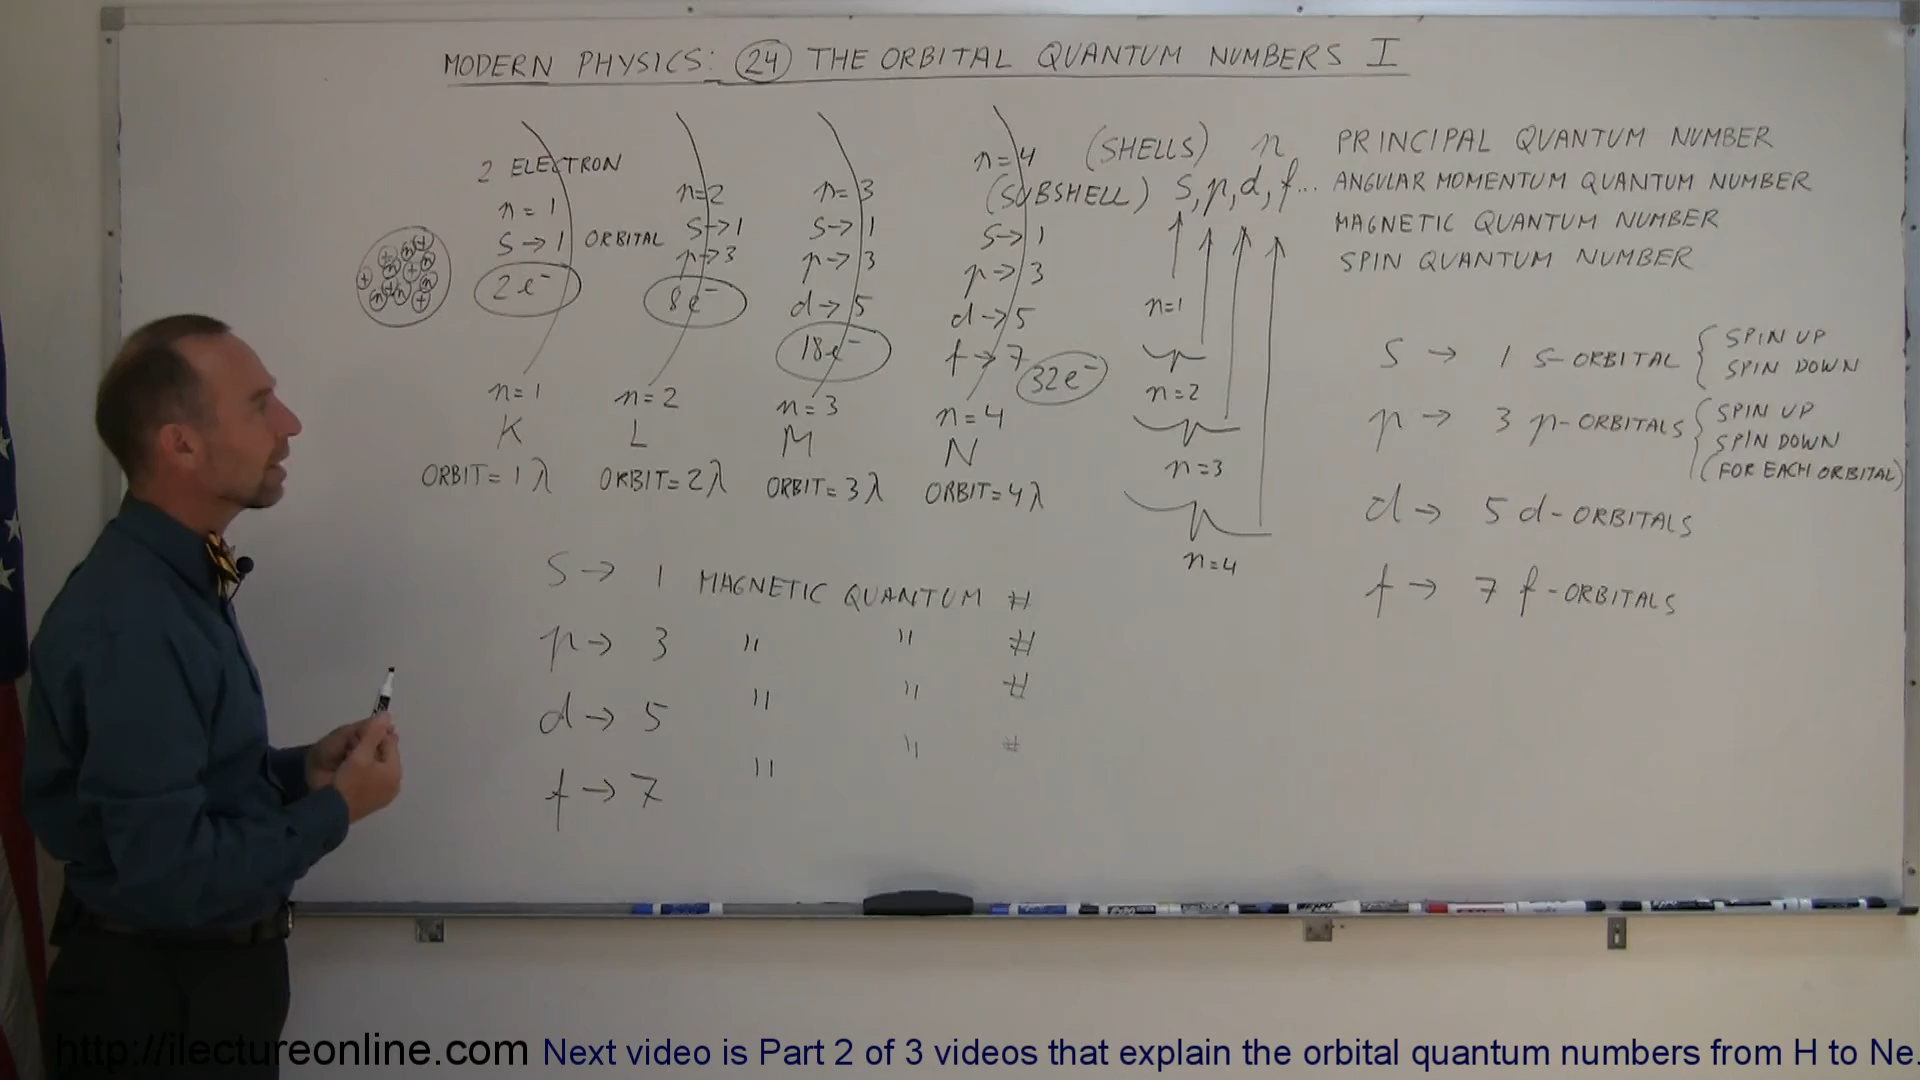 MODERN PHYSICS: 24 THE ORBITAL QUANTUM NUMBERS I
2 ELECTRON
n = 1
S → 1 ORBITAL
2e⁻
n=1
K
ORBIT = 1 λ
n=2
S → 1
p → 3
8e⁻
n=2
L
ORBIT = 2 λ
n=3
S → 1
p → 3
d → 5
18e⁻
n=3
M
ORBIT = 3 λ
n=4
S → 1
p → 3
d → 5
f → 7
32e⁻
n=4
N
ORBIT = 4 λ
(SHELLS) n PRINCIPAL QUANTUM NUMBER
(SUBSHELL) S, p, d, f... ANGULAR MOMENTUM QUANTUM NUMBER
MAGNETIC QUANTUM NUMBER
SPIN QUANTUM NUMBER
n=1
n=2
n=3
n=4
S → 1 S-ORBITAL { SPIN UP
SPIN DOWN
p → 3 p-ORBITALS { SPIN UP
SPIN DOWN
(FOR EACH ORBITAL)
d → 5 d-ORBITALS
f → 7 f-ORBITALS
S → 1 MAGNETIC QUANTUM #
p → 3 " " #
d → 5 " " #
f → 7 " " #
http://ilectureonline.com Next video is Part 2 of 3 videos that explain the orbital quantum numbers from H to Ne.